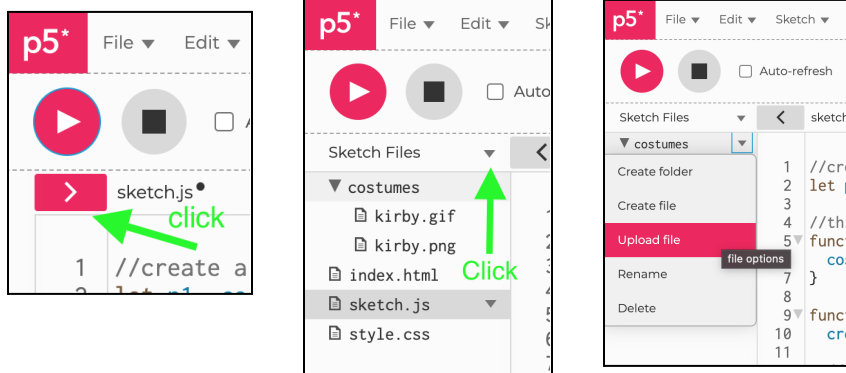 p5*
File ▼ Edit ▼
sketch.js●
click
1 //create a
p5*
File ▼ Edit ▼
Auto
Sketch Files ▼
▼ costumes
kirby.gif
kirby.png
index.html
Click
sketch.js ▼
style.css
p5*
File ▼ Edit ▼ Sketch ▼
Auto-refresh
Sketch Files ▼
▼ costumes ▼
Create folder
Create file
Upload file
file options
Rename
Delete
1 //cr
2 let
3
4 //th
5 func
co
7 }
8
9 func
10 cr
11